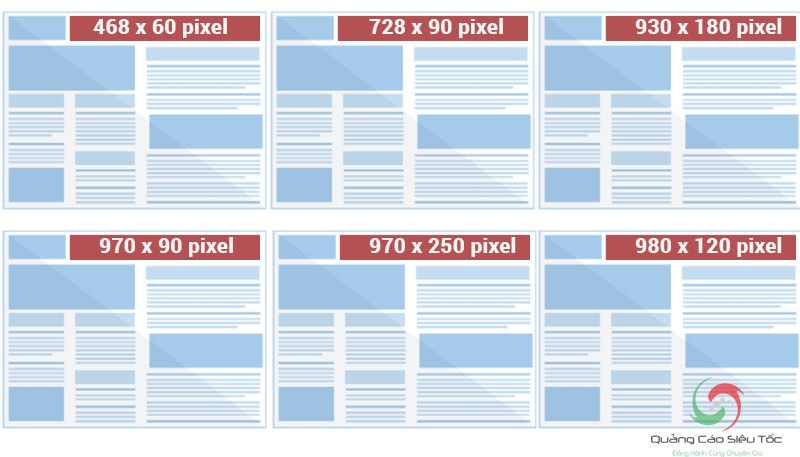 468 x 60 pixel
728 x 90 pixel
930 x 180 pixel
970 x 90 pixel
970 x 250 pixel
980 x 120 pixel
Quảng Cáo Siêu Tốc
Đồng Hành Cùng Chuyên Gia